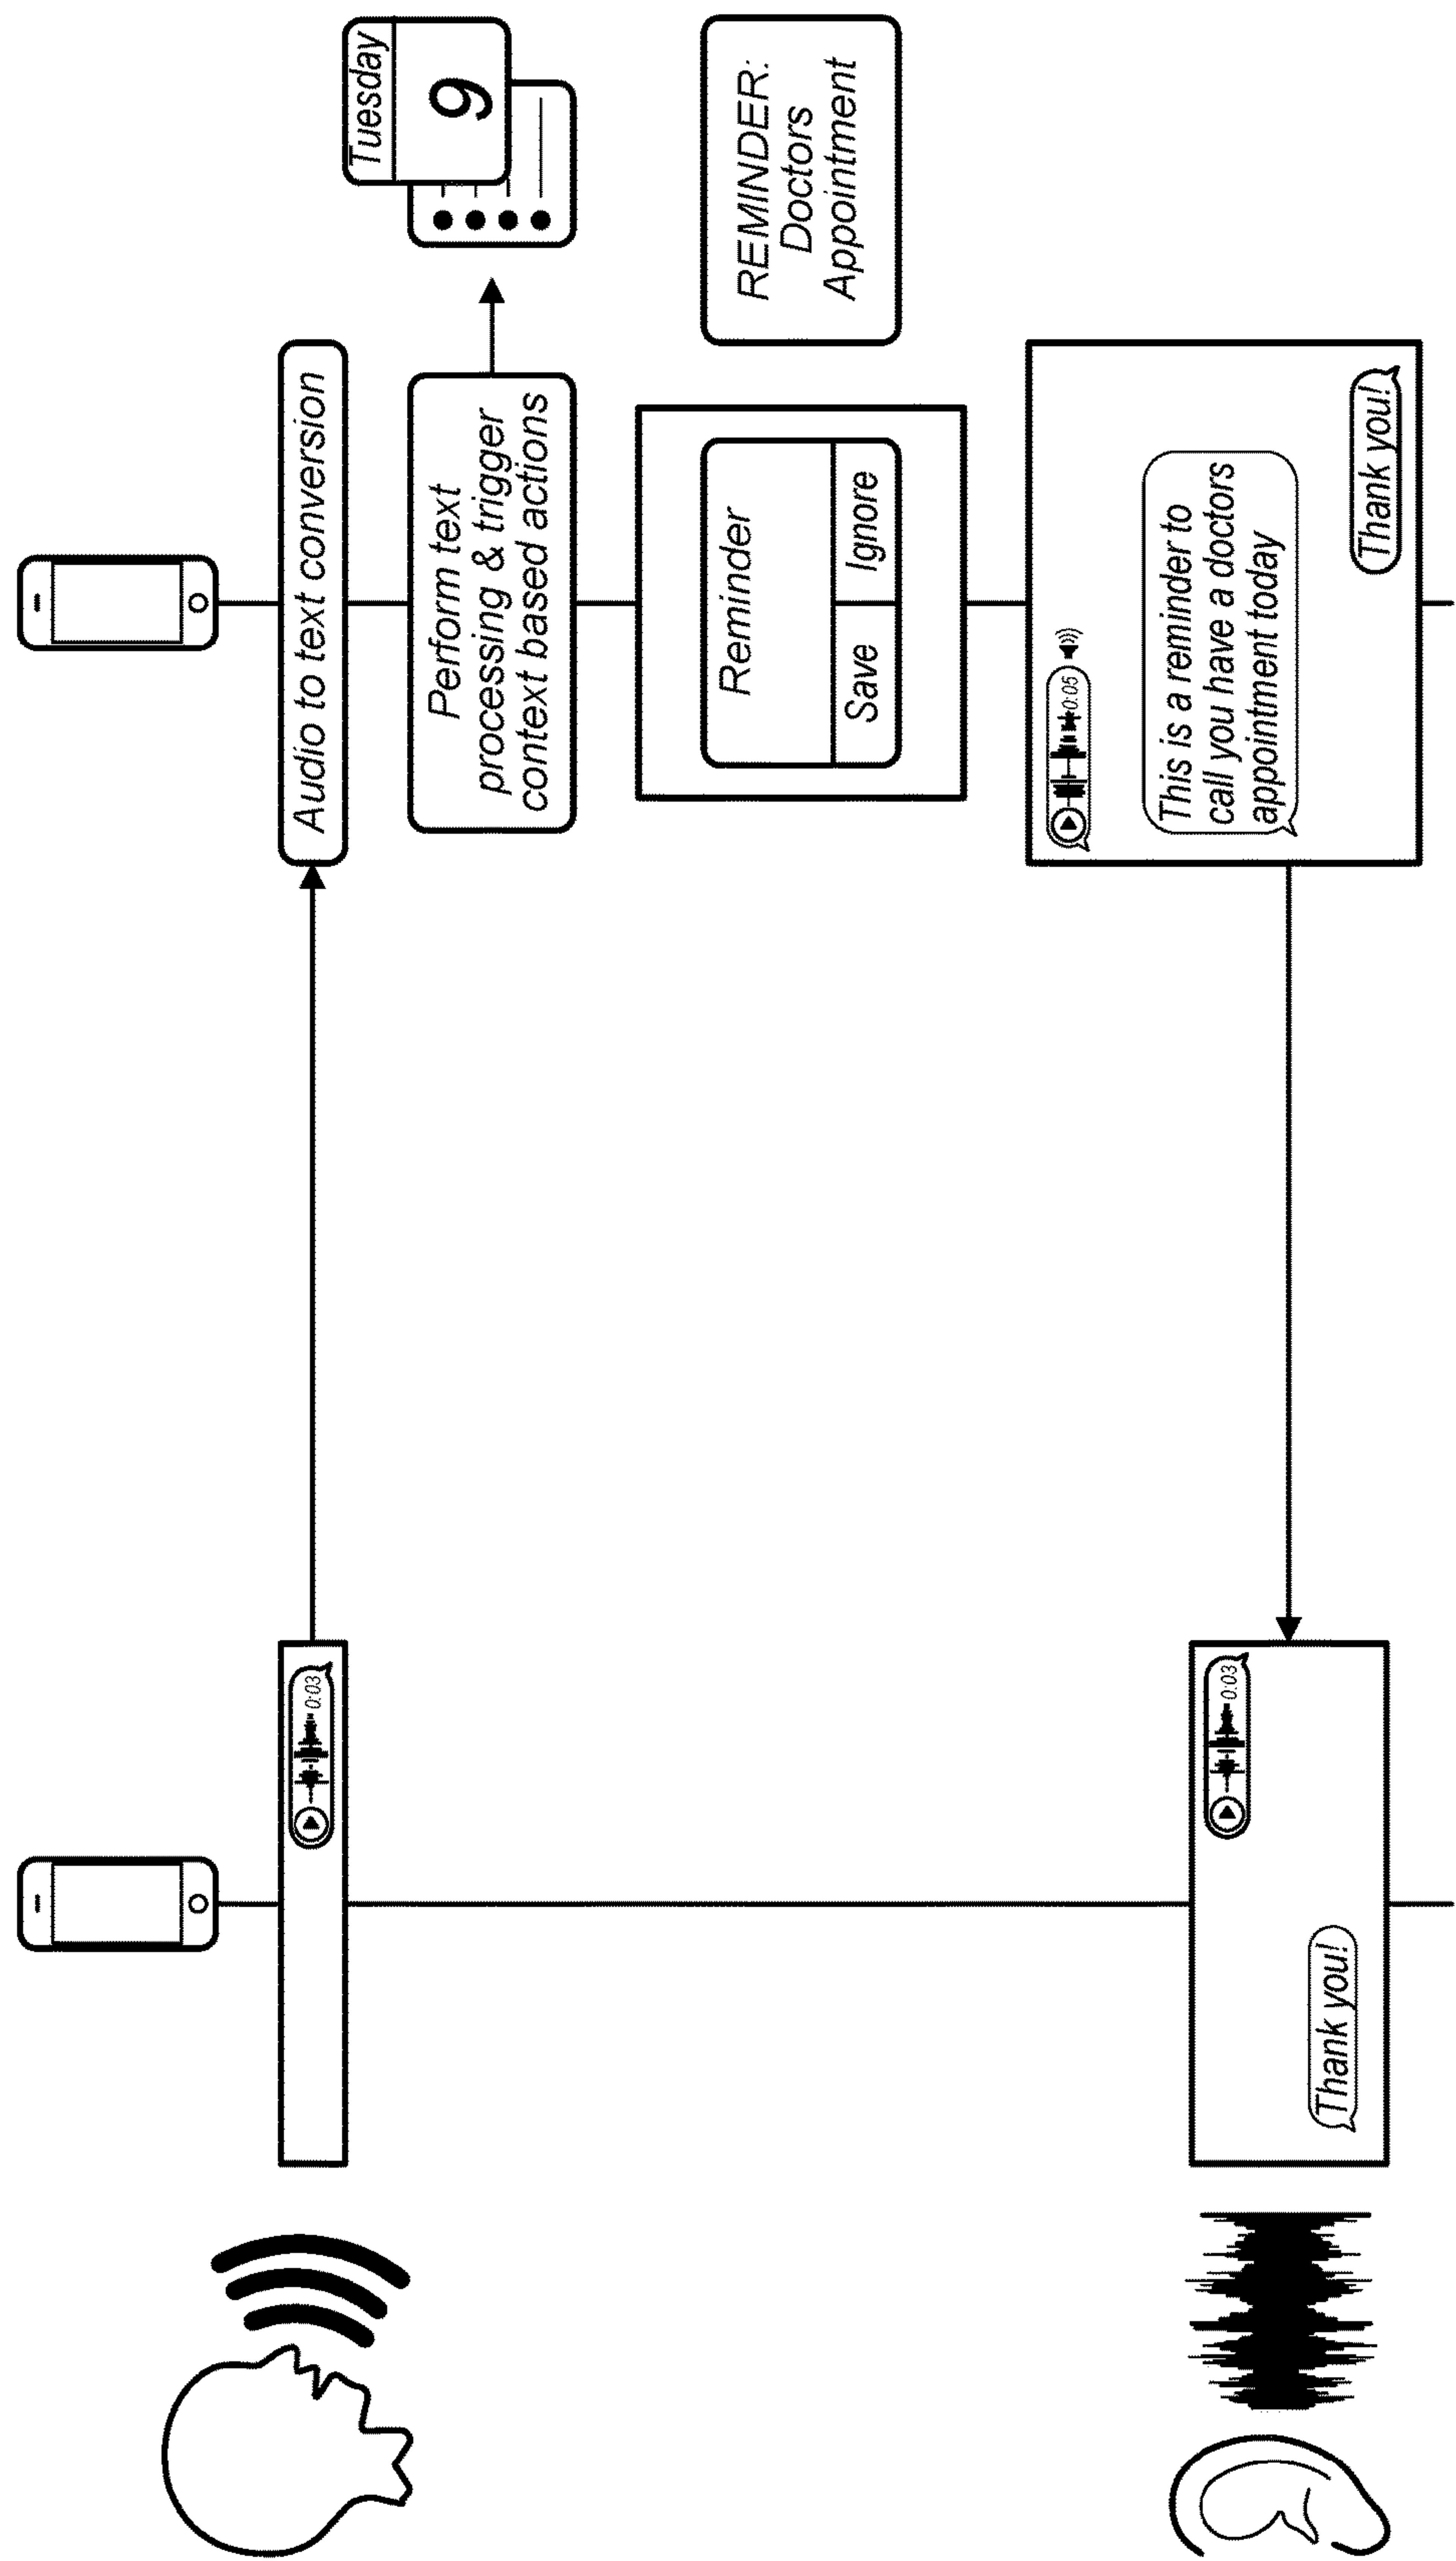 0:03
Audio to text conversion
Tuesday
9
Perform text
processing & trigger
context based actions
Reminder
Save
Ignore
REMINDER:
Doctors
Appointment
0:05
This is a reminder to
call you have a doctors
appointment today
Thank you!
0:03
Thank you!